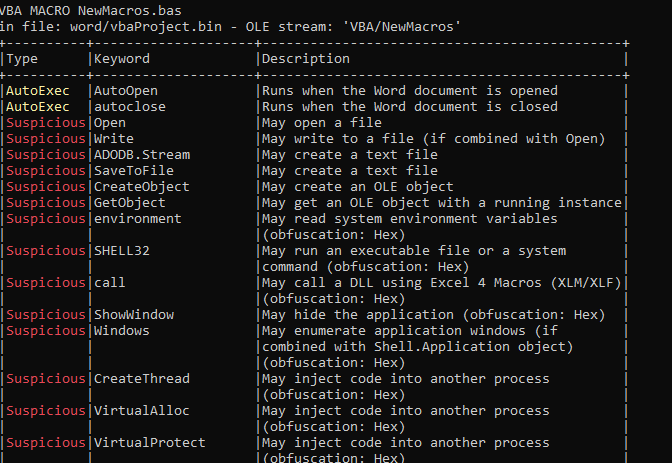 VBA MACRO NewMacros.bas
in file: word/vbaProject.bin - OLE stream: 'VBA/NewMacros'
+----------+--------------------+---------------------------------------------+
|Type |Keyword |Description |
+----------+--------------------+---------------------------------------------+
|AutoExec |AutoOpen |Runs when the Word document is opened |
|AutoExec |autoclose |Runs when the Word document is closed |
|Suspicious|Open |May open a file |
|Suspicious|Write |May write to a file (if combined with Open) |
|Suspicious|ADODB.Stream |May create a text file |
|Suspicious|SaveToFile |May create a text file |
|Suspicious|CreateObject |May create an OLE object |
|Suspicious|GetObject |May get an OLE object with a running instance|
|Suspicious|environment |May read system environment variables |
| | |(obfuscation: Hex) |
|Suspicious|SHELL32 |May run an executable file or a system |
| | |command (obfuscation: Hex) |
|Suspicious|call |May call a DLL using Excel 4 Macros (XLM/XLF)|
| | |(obfuscation: Hex) |
|Suspicious|ShowWindow |May hide the application (obfuscation: Hex) |
|Suspicious|Windows |May enumerate application windows (if |
| | |combined with Shell.Application object) |
| | |(obfuscation: Hex) |
|Suspicious|CreateThread |May inject code into another process |
| | |(obfuscation: Hex) |
|Suspicious|VirtualAlloc |May inject code into another process |
| | |(obfuscation: Hex) |
|Suspicious|VirtualProtect |May inject code into another process |
| | |(obfuscation: Hex) |